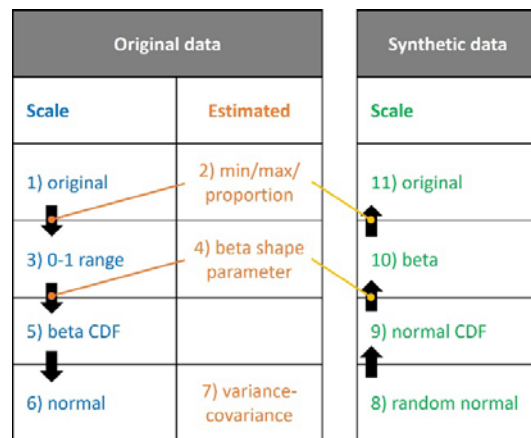 Original data
Synthetic data
Scale
Estimated
Scale
1) original
2) min/max/
proportion
11) original
3) 0-1 range
4) beta shape
parameter
10) beta
5) beta CDF
9) normal CDF
6) normal
7) variance-
covariance
8) random normal